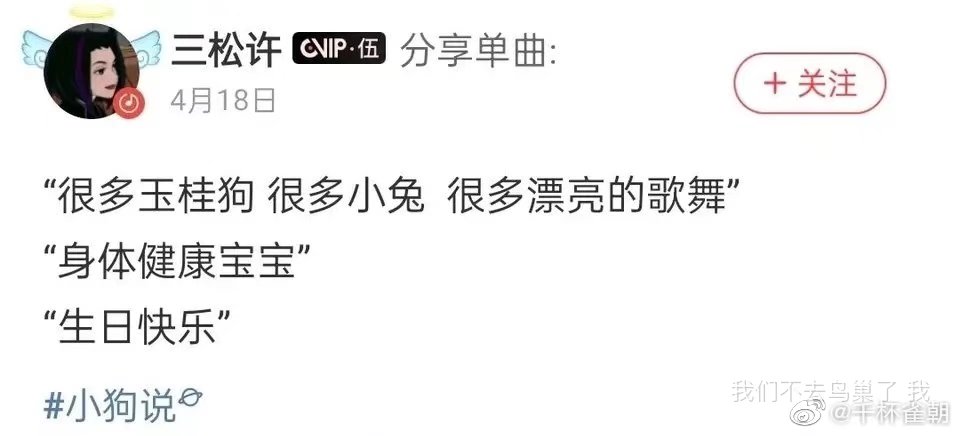 三松许 CVIP·伍 分享单曲:
4月18日
+ 关注
“很多玉桂狗 很多小兔 很多漂亮的歌舞”
“身体健康宝宝”
“生日快乐”
#小狗说
我们不去鸟巢了 我
@千杯雀朝